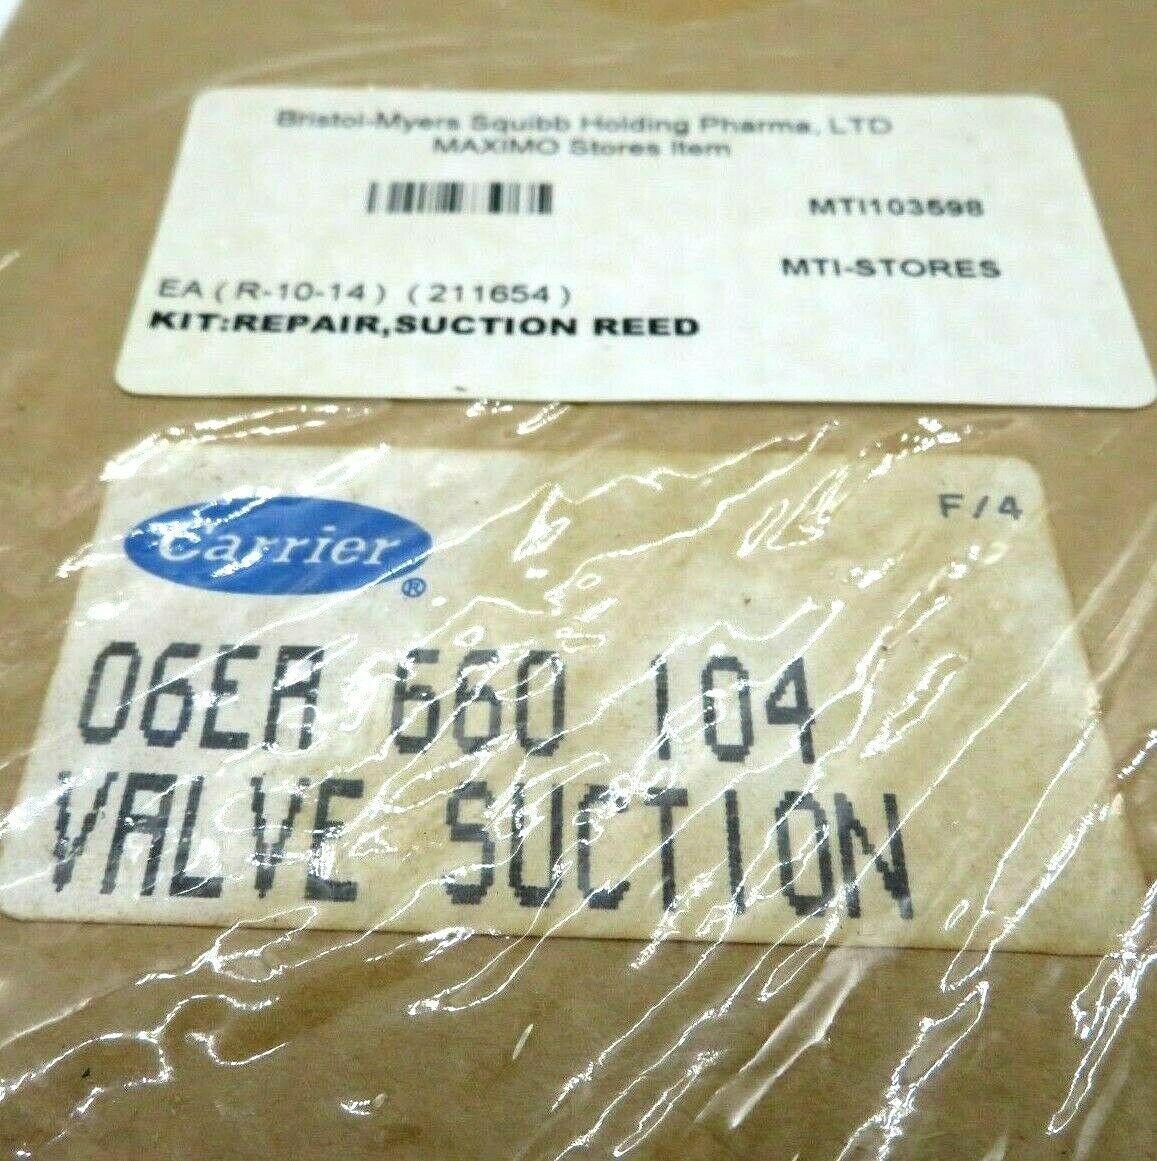 Bristol-Myers Squibb Holding Pharma, LTD
MAXIMO Stores Item
MTI103598
MTI-STORES
EA ( R-10-14 ) ( 211654 )
KIT:REPAIR,SUCTION REED
Carrier ®
F/4
06EA 660 104
VALVE SUCTION